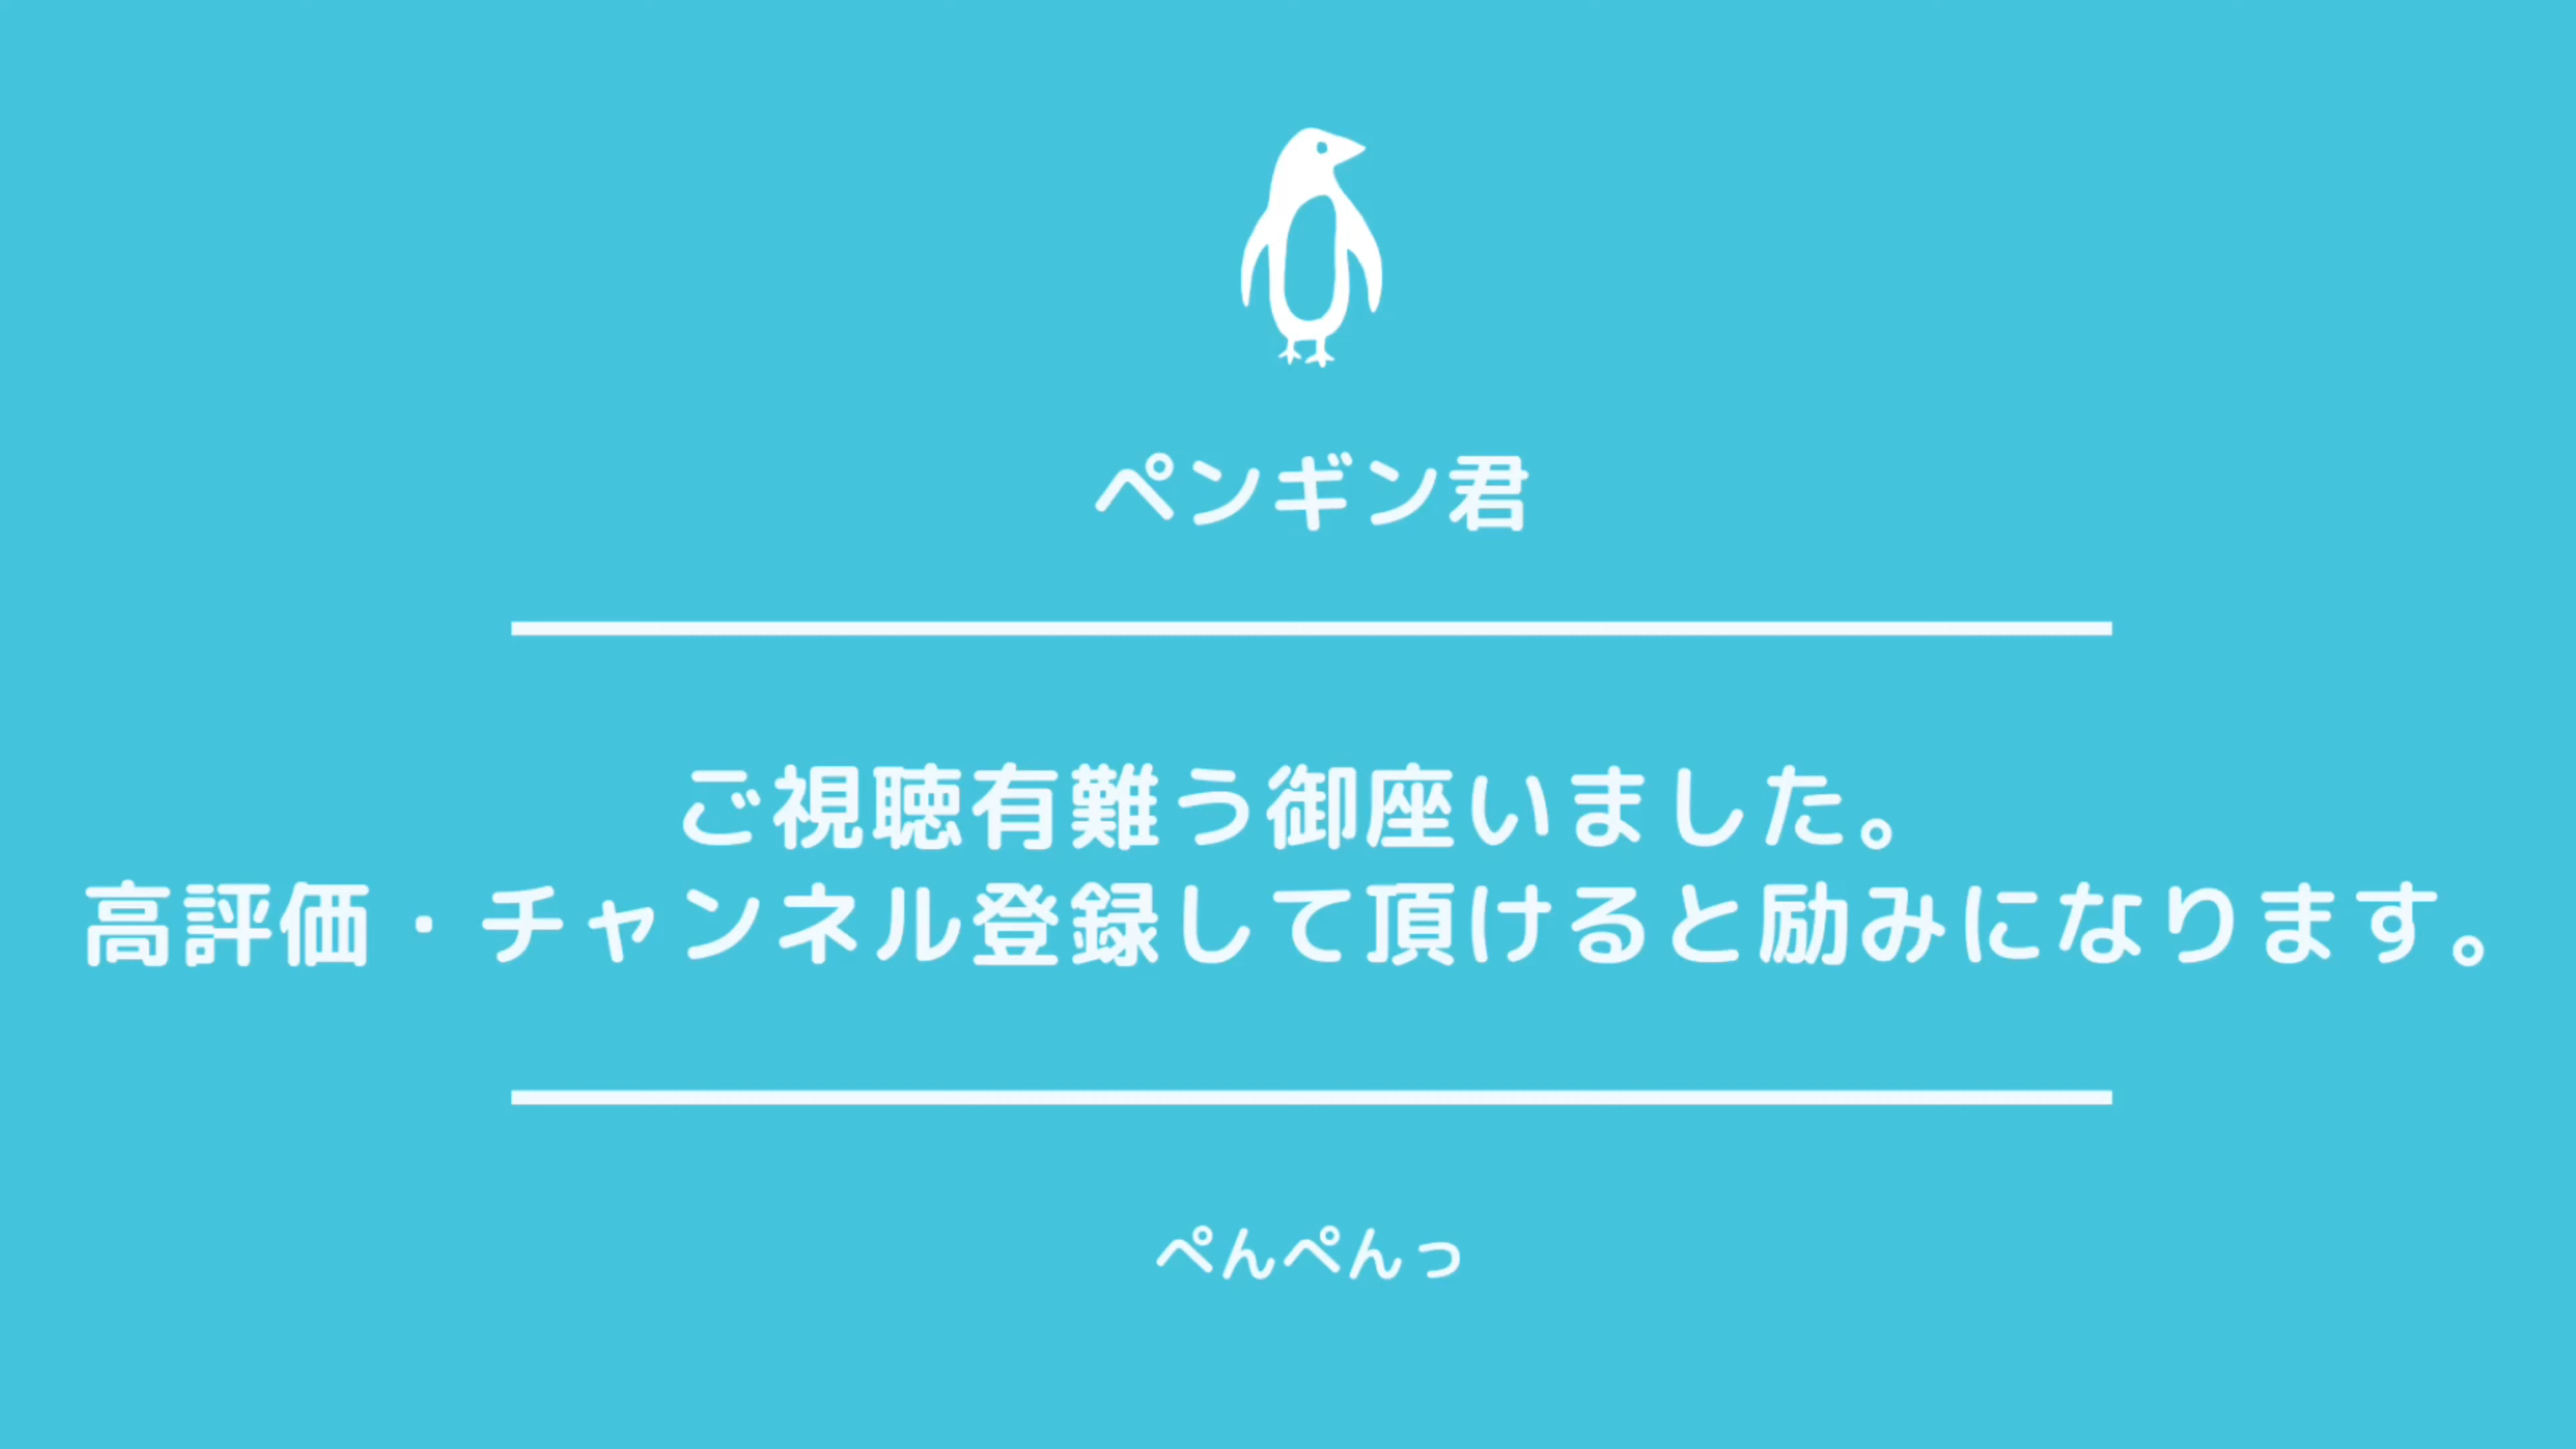 ペンギン君
ご視聴有難う御座いました。
高評価・チャンネル登録して頂けると励みになります。
ぺんぺんっ